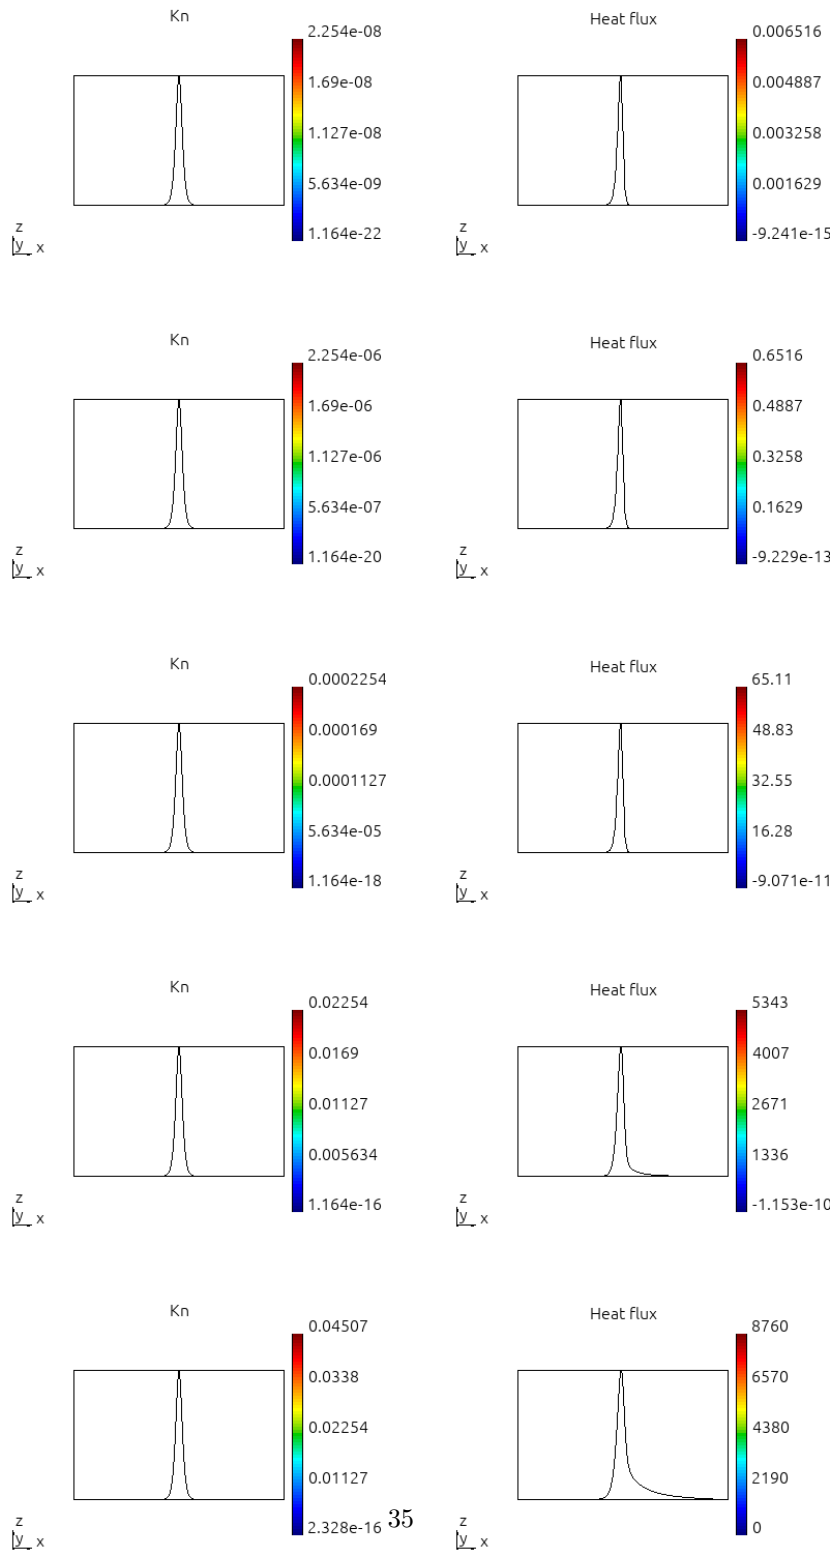 Kn
2.254e-08
1.69e-08
1.127e-08
5.634e-09
1.164e-22
z
y x
Heat flux
0.006516
0.004887
0.003258
0.001629
-9.241e-15
z
y x
Kn
2.254e-06
1.69e-06
1.127e-06
5.634e-07
1.164e-20
z
y x
Heat flux
0.6516
0.4887
0.3258
0.1629
-9.229e-13
z
y x
Kn
0.0002254
0.000169
0.0001127
5.634e-05
1.164e-18
z
y x
Heat flux
65.11
48.83
32.55
16.28
-9.071e-11
z
y x
Kn
0.02254
0.0169
0.01127
0.005634
1.164e-16
z
y x
Heat flux
5343
4007
2671
1336
-1.153e-10
z
y x
Kn
0.04507
0.0338
0.02254
0.01127
2.328e-16
z
y x
Heat flux
8760
6570
4380
2190
0
z
y x
35